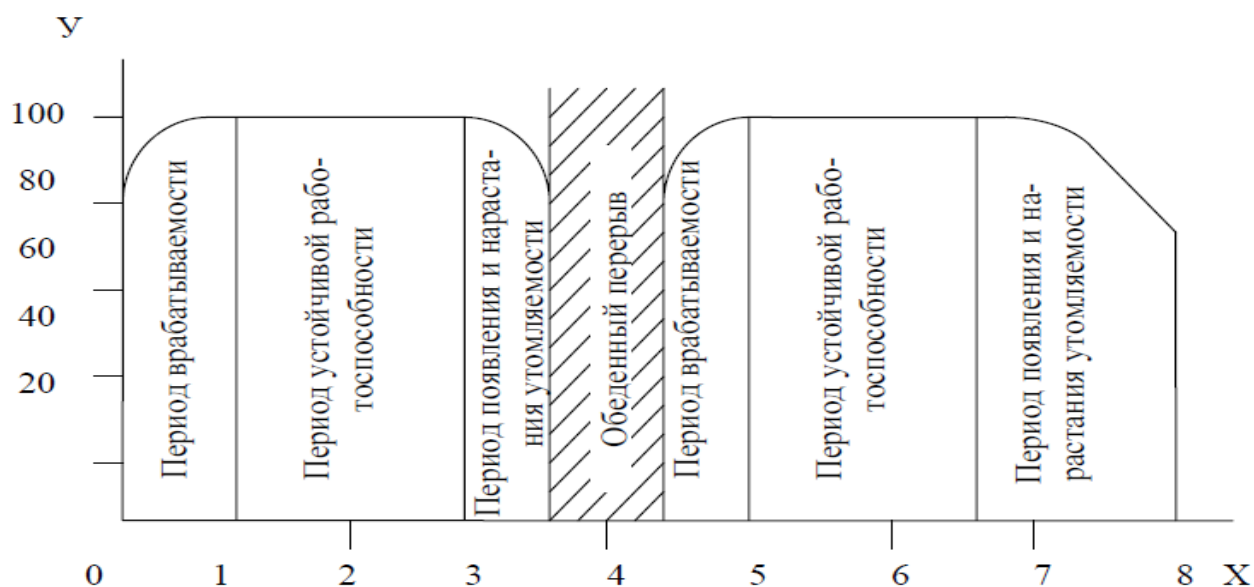 У
100
80
60
40
20
Период врабатываемости
Период устойчивой рабо-
тоспособности
Период появления и нараста-
ния утомляемости
Обеденный перерыв
Период врабатываемости
Период устойчивой рабо-
тоспособности
Период появления и на-
растания утомляемости
0 1 2 3 4 5 6 7 8 Х